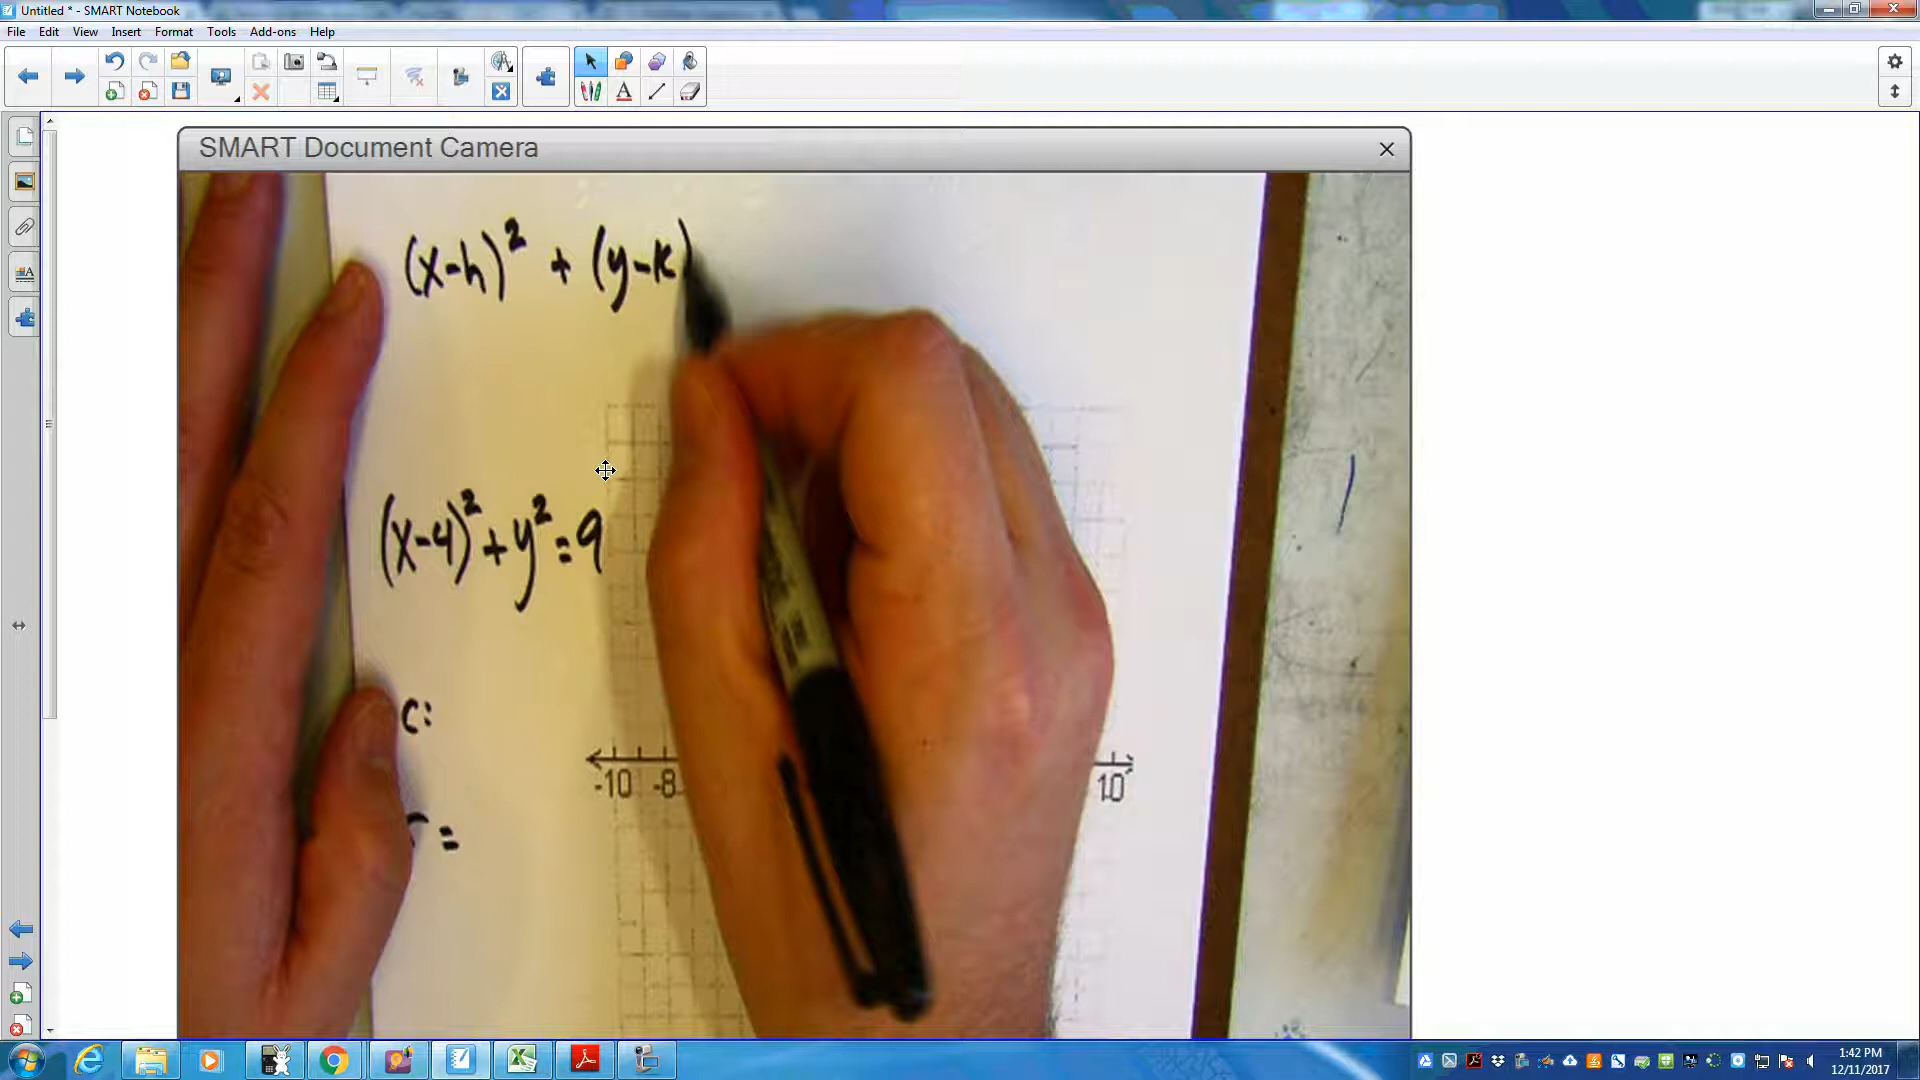 Untitled * - SMART Notebook
File Edit View Insert Format Tools Add-ons Help
SMART Document Camera
(x-h)² + (y-k)
(x-4)²+y²=9
c:
r =
-10 -8 10
1:42 PM
12/11/2017